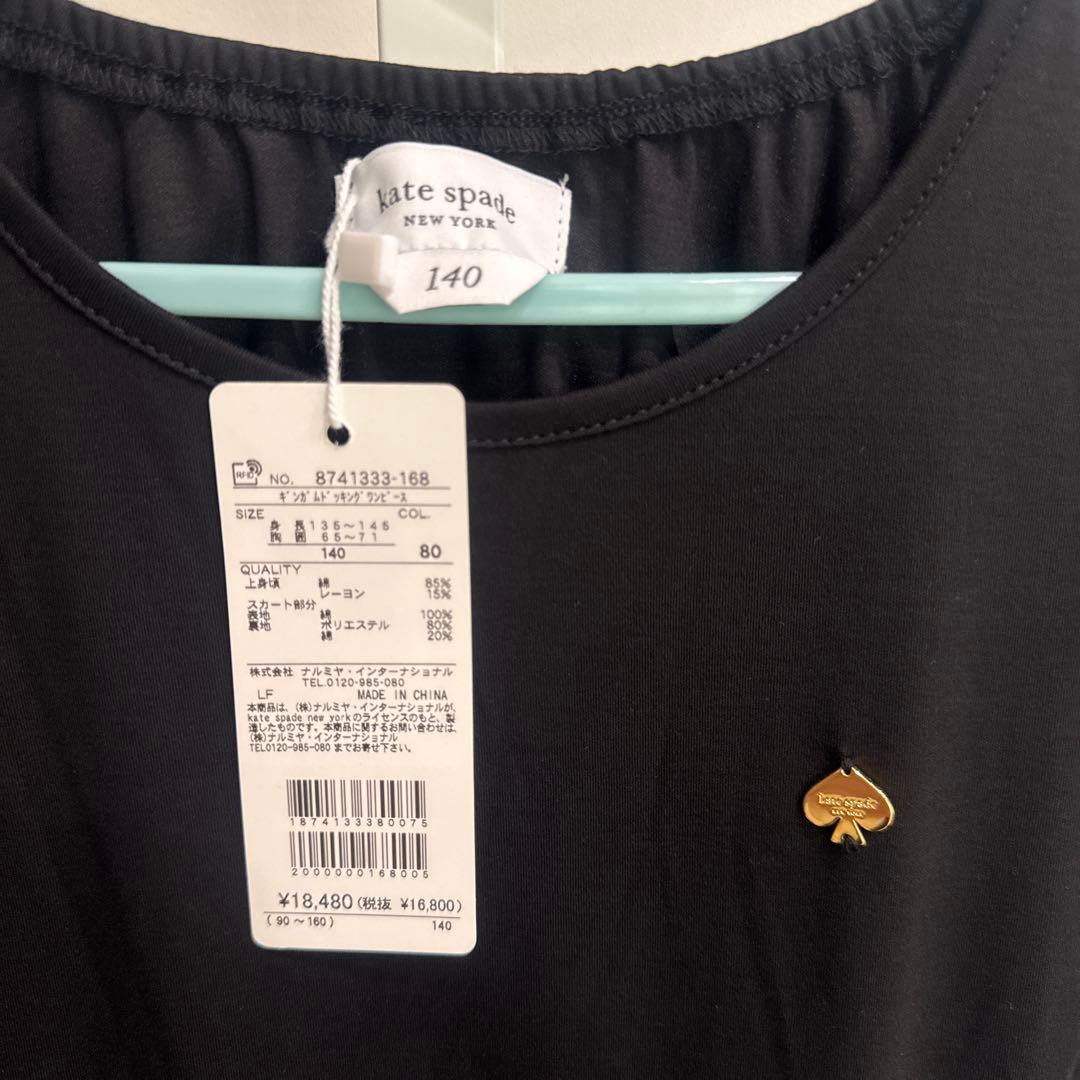 kate spade
NEW YORK
140
RFID NO. 8741333-168
ｷﾞﾝｶﾞﾑﾄﾞｯｷﾝｸﾞﾜﾝﾋﾟｰｽ
SIZE COL.
身 長 135～145
胸 囲 65～71
140 80
QUALITY
上身頃 綿 85%
レーヨン 15%
スカート部分
表地 綿 100%
裏地 ポリエステル 80%
綿 20%
株式会社 ナルミヤ・インターナショナル
TEL.0120-985-080
LF MADE IN CHINA
本商品は、(株)ナルミヤ・インターナショナルが、
kate spade new yorkのライセンスのもと、製
造したものです。本商品に関するお問い合わせは、
(株)ナルミヤ・インターナショナル
TEL0120-985-080 までお寄せ下さい。
1874133380075
2000000168005
¥18,480 (税抜 ¥16,800)
(90～160) 140
kate spade